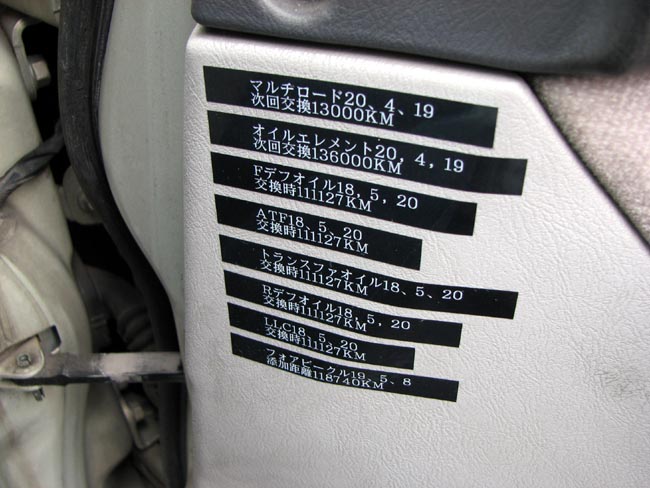 マルチロード20、4、19
次回交換13000KM
オイルエレメント20，4，19
次回交換136000KM
Fデフオイル18，5，20
交換時111127KM
ATF18、5、20
交換時111127KM
トランスファオイル18、5、20
交換時111127KM
Rデフオイル18，5，20
交換時111127KM
LLC18、5、20
交換時111127KM
フォアビークル19、5、8
添加距離118740KM